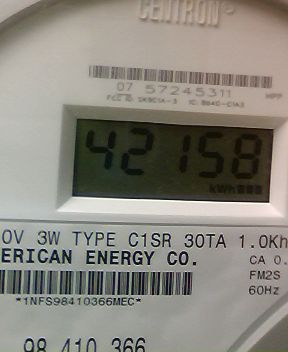 CENTRON®
07 57245311
42158
kWh
0V 3W TYPE C1SR 30TA 1.0Kh
ERICAN ENERGY CO.
CA 0.
FM2S
60Hz
*1NFS98410366MEC*
98 410 366